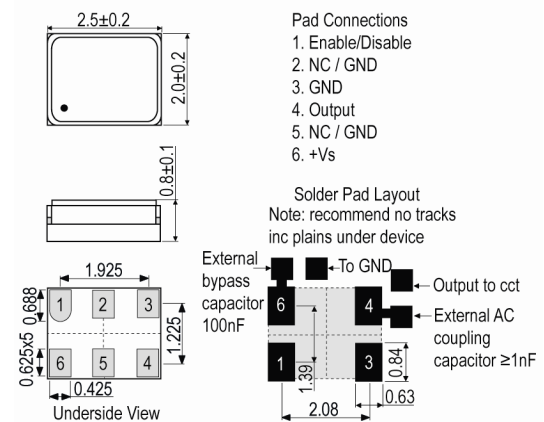 2.5±0.2
2.0±0.2
Pad Connections
1. Enable/Disable
2. NC / GND
3. GND
4. Output
5. NC / GND
6. +Vs
0.8±0.1
Solder Pad Layout
Note: recommend no tracks
inc plains under device
1.925
0.688
1 2 3
1.225
0.625x5
6 5 4
0.425
Underside View
External
bypass
capacitor
100nF
To GND
Output to cct
External AC
coupling
capacitor ≥1nF
6 4
1 3
1.39
0.84
0.63
2.08